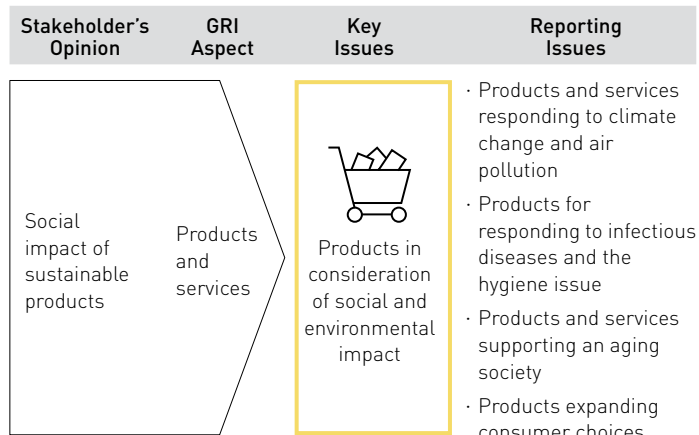 Stakeholder's
Opinion
GRI
Aspect
Key
Issues
Reporting
Issues
Social
impact of
sustainable
products
Products
and
services
Products in
consideration
of social and
environmental
impact
· Products and services
responding to climate
change and air
pollution
· Products for
responding to infectious
diseases and the
hygiene issue
· Products and services
supporting an aging
society
· Products expanding
consumer choices